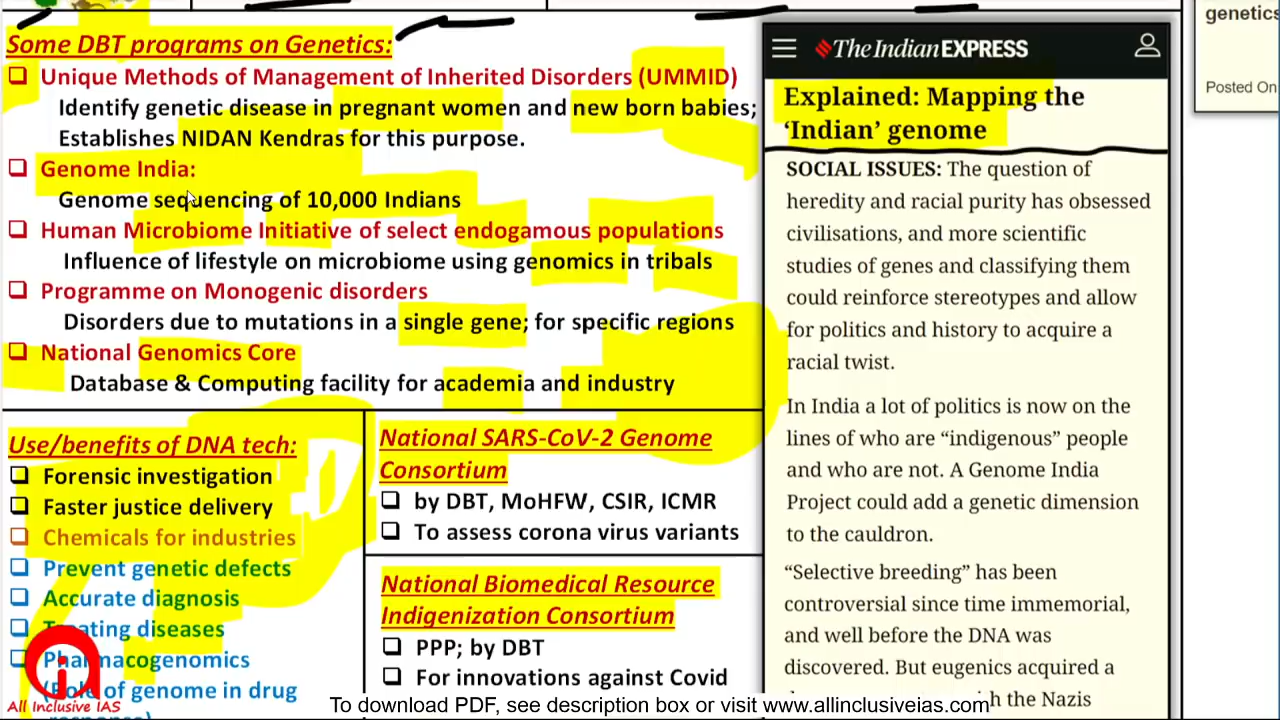 Some DBT programs on Genetics:
❑ Unique Methods of Management of Inherited Disorders (UMMID)
Identify genetic disease in pregnant women and new born babies;
Establishes NIDAN Kendras for this purpose.
❑ Genome India:
Genome sequencing of 10,000 Indians
❑ Human Microbiome Initiative of select endogamous populations
Influence of lifestyle on microbiome using genomics in tribals
❑ Programme on Monogenic disorders
Disorders due to mutations in a single gene; for specific regions
❑ National Genomics Core
Database & Computing facility for academia and industry
Use/benefits of DNA tech:
❑ Forensic investigation
❑ Faster justice delivery
❑ Chemicals for industries
❑ Prevent genetic defects
❑ Accurate diagnosis
❑ Treating diseases
❑ Pharmacogenomics
(Role of genome in drug
response)
National SARS-CoV-2 Genome
Consortium
❑ by DBT, MoHFW, CSIR, ICMR
❑ To assess corona virus variants
National Biomedical Resource
Indigenization Consortium
❑ PPP; by DBT
❑ For innovations against Covid
The Indian EXPRESS
Explained: Mapping the
‘Indian’ genome
SOCIAL ISSUES: The question of
heredity and racial purity has obsessed
civilisations, and more scientific
studies of genes and classifying them
could reinforce stereotypes and allow
for politics and history to acquire a
racial twist.
In India a lot of politics is now on the
lines of who are “indigenous” people
and who are not. A Genome India
Project could add a genetic dimension
to the cauldron.
“Selective breeding” has been
controversial since time immemorial,
and well before the DNA was
discovered. But eugenics acquired a
h the Nazis
genetics
Posted On
All Inclusive IAS
To download PDF, see description box or visit www.allinclusiveias.com